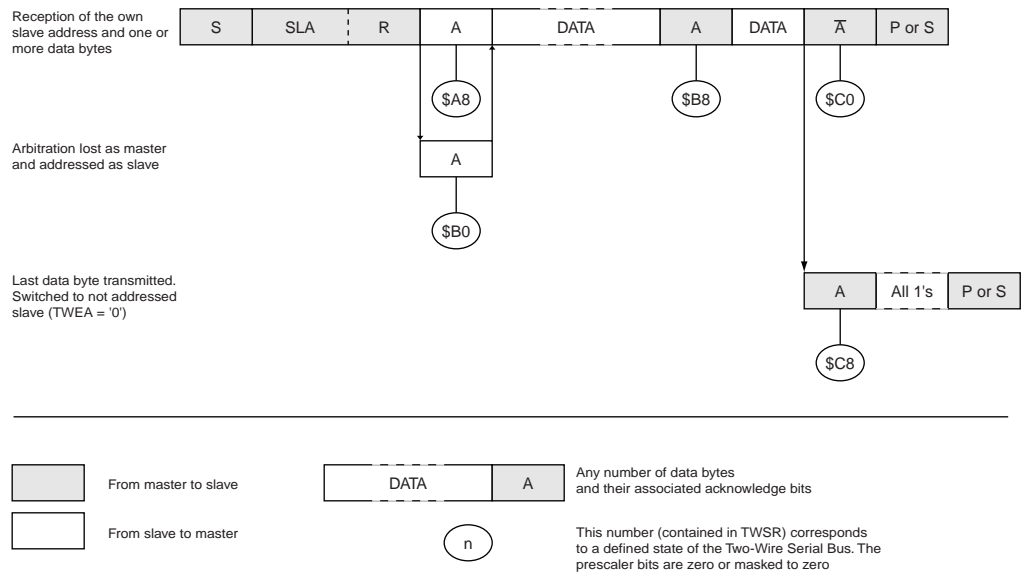 Reception of the own
slave address and one or
more data bytes
S SLA R A DATA A DATA A̅ P or S
$A8 $B8 $C0
Arbitration lost as master
and addressed as slave
A
$B0
Last data byte transmitted.
Switched to not addressed
slave (TWEA = '0')
A All 1's P or S
$C8
From master to slave
DATA A
Any number of data bytes
and their associated acknowledge bits
From slave to master
n
This number (contained in TWSR) corresponds
to a defined state of the Two-Wire Serial Bus. The
prescaler bits are zero or masked to zero